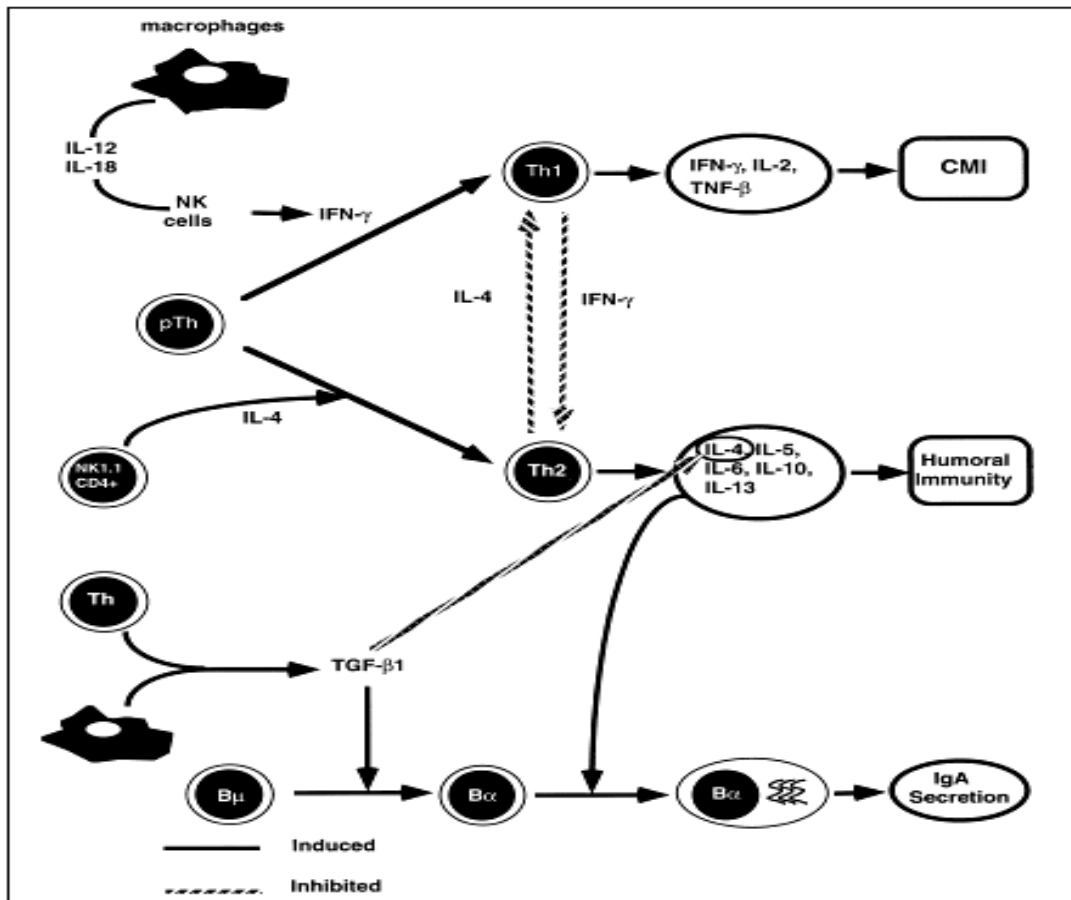 macrophages
IL-12
IL-18
NK
cells
IFN-γ
Th1
IFN-γ, IL-2,
TNF-β
CMI
pTh
IL-4
IFN-γ
IL-4
NK1.1
CD4+
Th2
IL-4, IL-5,
IL-6, IL-10,
IL-13
Humoral
Immunity
Th
TGF-β1
Bμ
Bα
Bα
IgA
Secretion
Induced
Inhibited